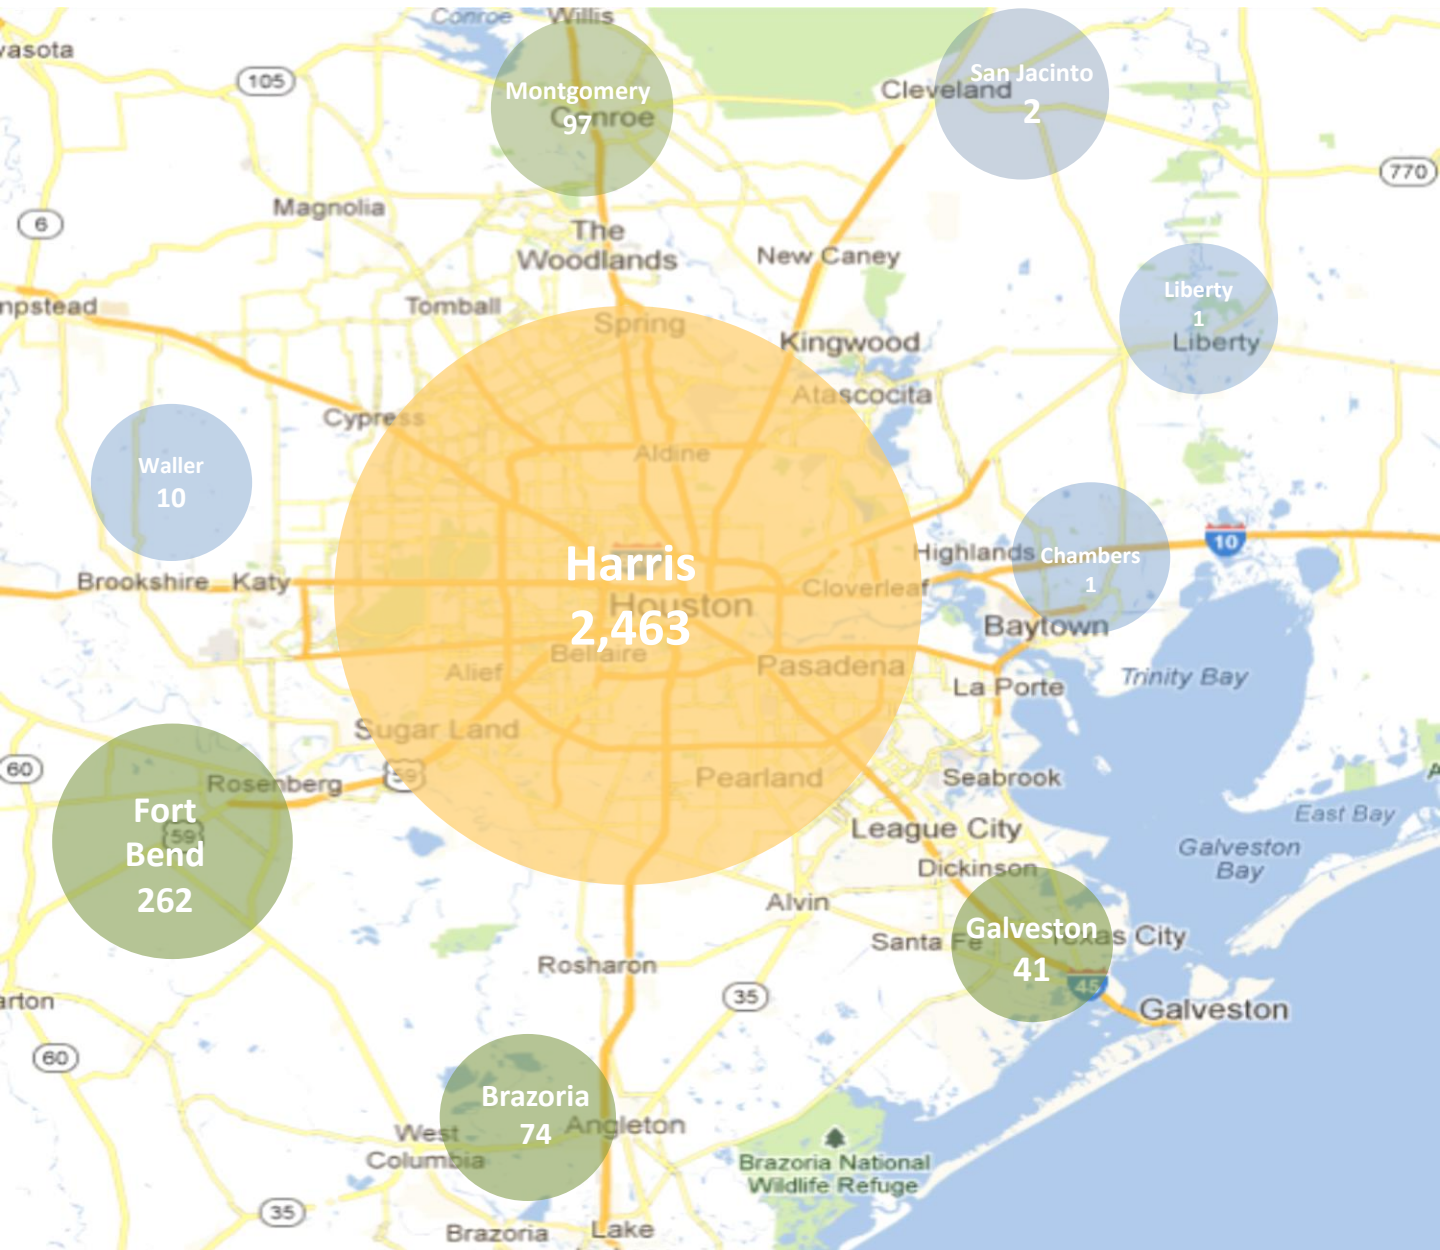 Conroe
Willis
vasota
105
Montgomery
97
Conroe
San Jacinto
Cleveland
2
770
Magnolia
6
The
Woodlands
New Caney
Liberty
1
Liberty
npstead
Tomball
Spring
Kingwood
Atascocita
Cypress
Aldine
Waller
10
10
Highlands
Chambers
1
Harris
2,463
Houston
Cloverleaf
Brookshire
Katy
Baytown
Bellaire
Alief
Pasadena
Trinity Bay
La Porte
Sugar Land
60
Rosenberg
59
Pearland
Seabrook
Fort
Bend
262
59
East Bay
League City
Galveston
Bay
Dickinson
Alvin
Galveston
41
Santa Fe
Texas City
45
Rosharon
35
arton
Galveston
60
Brazoria
74
Angleton
West
Columbia
Brazoria National
Wildlife Refuge
35
Brazoria
Lake